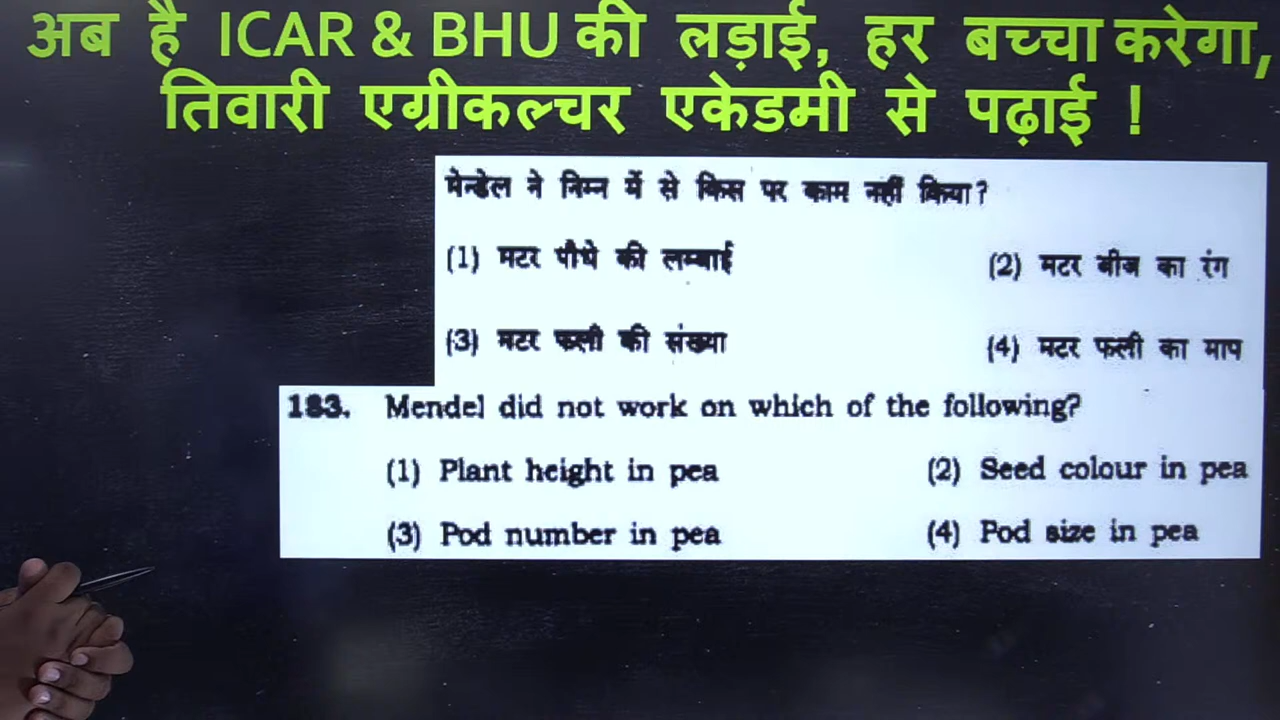 अब है ICAR & BHU की लड़ाई, हर बच्चा करेगा,
तिवारी एग्रीकल्चर एकेडमी से पढ़ाई !
मेन्डेल ने निम्न में से किस पर काम नहीं किया?
(1) मटर पौधे की लम्बाई (2) मटर बीज का रंग
(3) मटर फली की संख्या (4) मटर फली का माप
183. Mendel did not work on which of the following?
(1) Plant height in pea (2) Seed colour in pea
(3) Pod number in pea (4) Pod size in pea